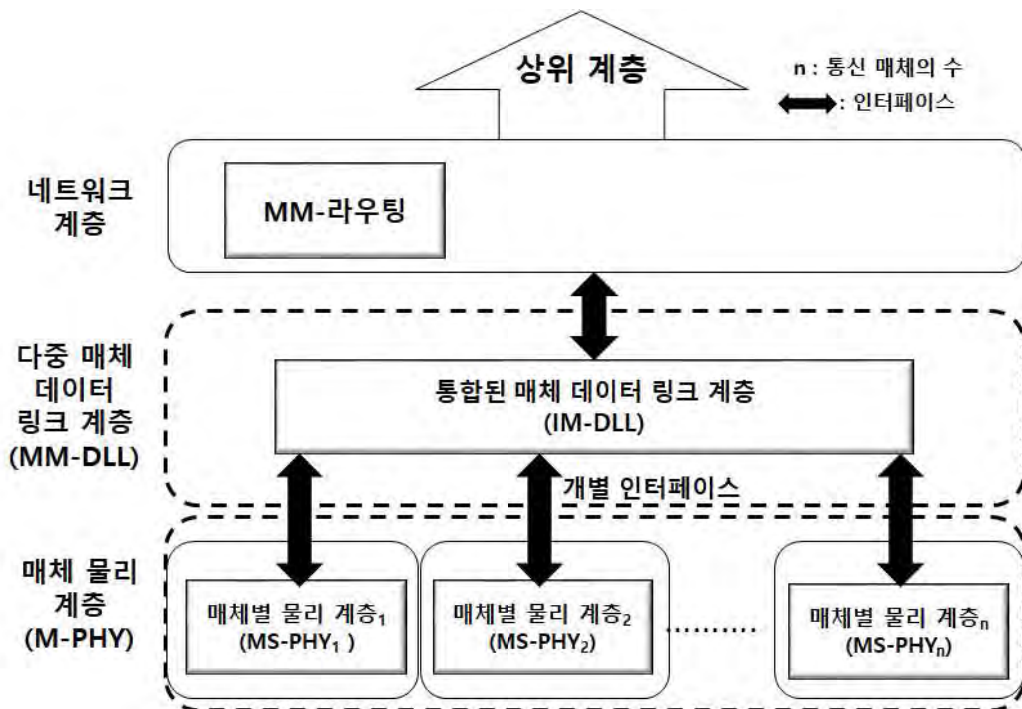 상위 계층
n : 통신 매체의 수
: 인터페이스
네트워크
계층
MM-라우팅
다중 매체
데이터
링크 계층
(MM-DLL)
통합된 매체 데이터 링크 계층
(IM-DLL)
개별 인터페이스
매체 물리
계층
(M-PHY)
매체별 물리 계층₁
(MS-PHY₁ )
매체별 물리 계층₂
(MS-PHY₂)
...........
매체별 물리 계층ₙ
(MS-PHYₙ)